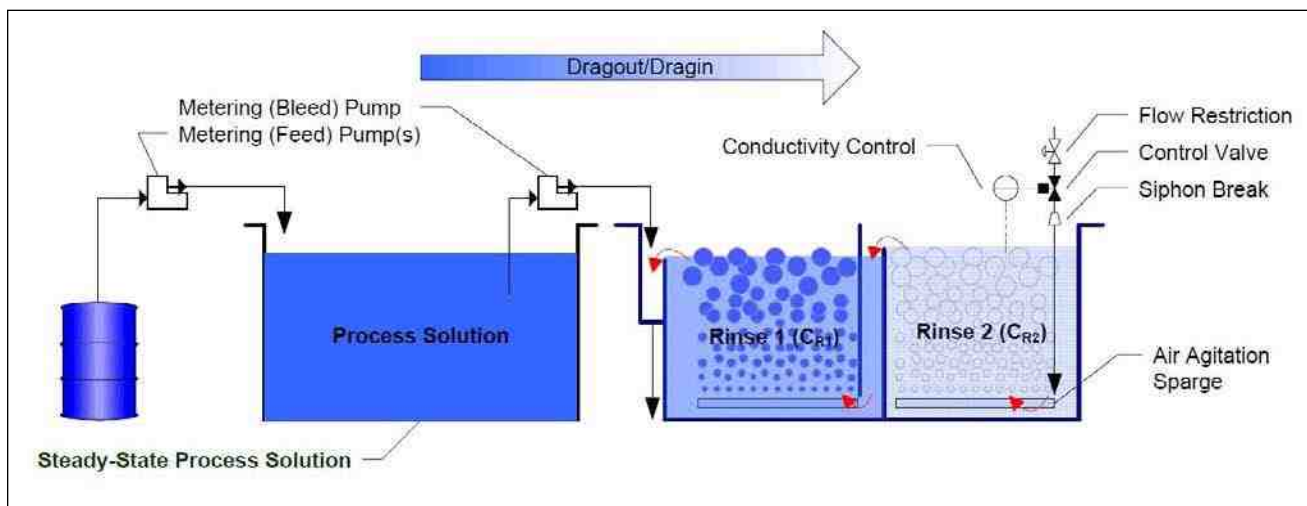 Dragout/Dragin
Metering (Bleed) Pump
Metering (Feed) Pump(s)
Flow Restriction
Conductivity Control
Control Valve
Siphon Break
Process Solution
Rinse 1 (CR1)
Rinse 2 (CR2)
Air Agitation
Sparge
Steady-State Process Solution